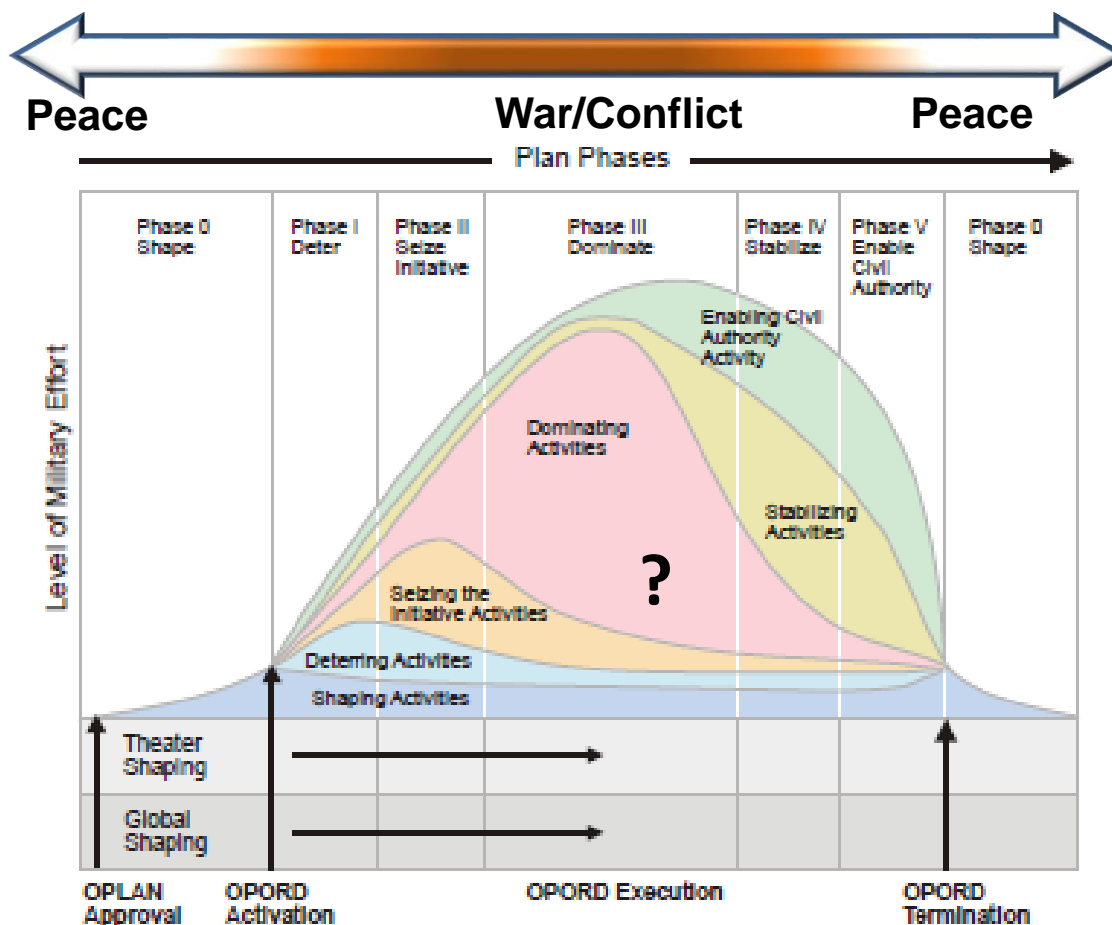 Peace
War/Conflict
Peace
Plan Phases
Phase 0
Shape
Phase I
Deter
Phase II
Seize
Initiative
Phase III
Dominate
Phase IV
Stabilize
Phase V
Enable
Civil
Authority
Phase 0
Shape
Level of Military Effort
Enabling Civil
Authority
Activity
Dominating
Activities
Stabilizing
Activities
?
Seizing the
Initiative Activities
Deterring Activities
Shaping Activities
Theater
Shaping
Global
Shaping
OPLAN
Approval
OPORD
Activation
OPORD Execution
OPORD
Termination